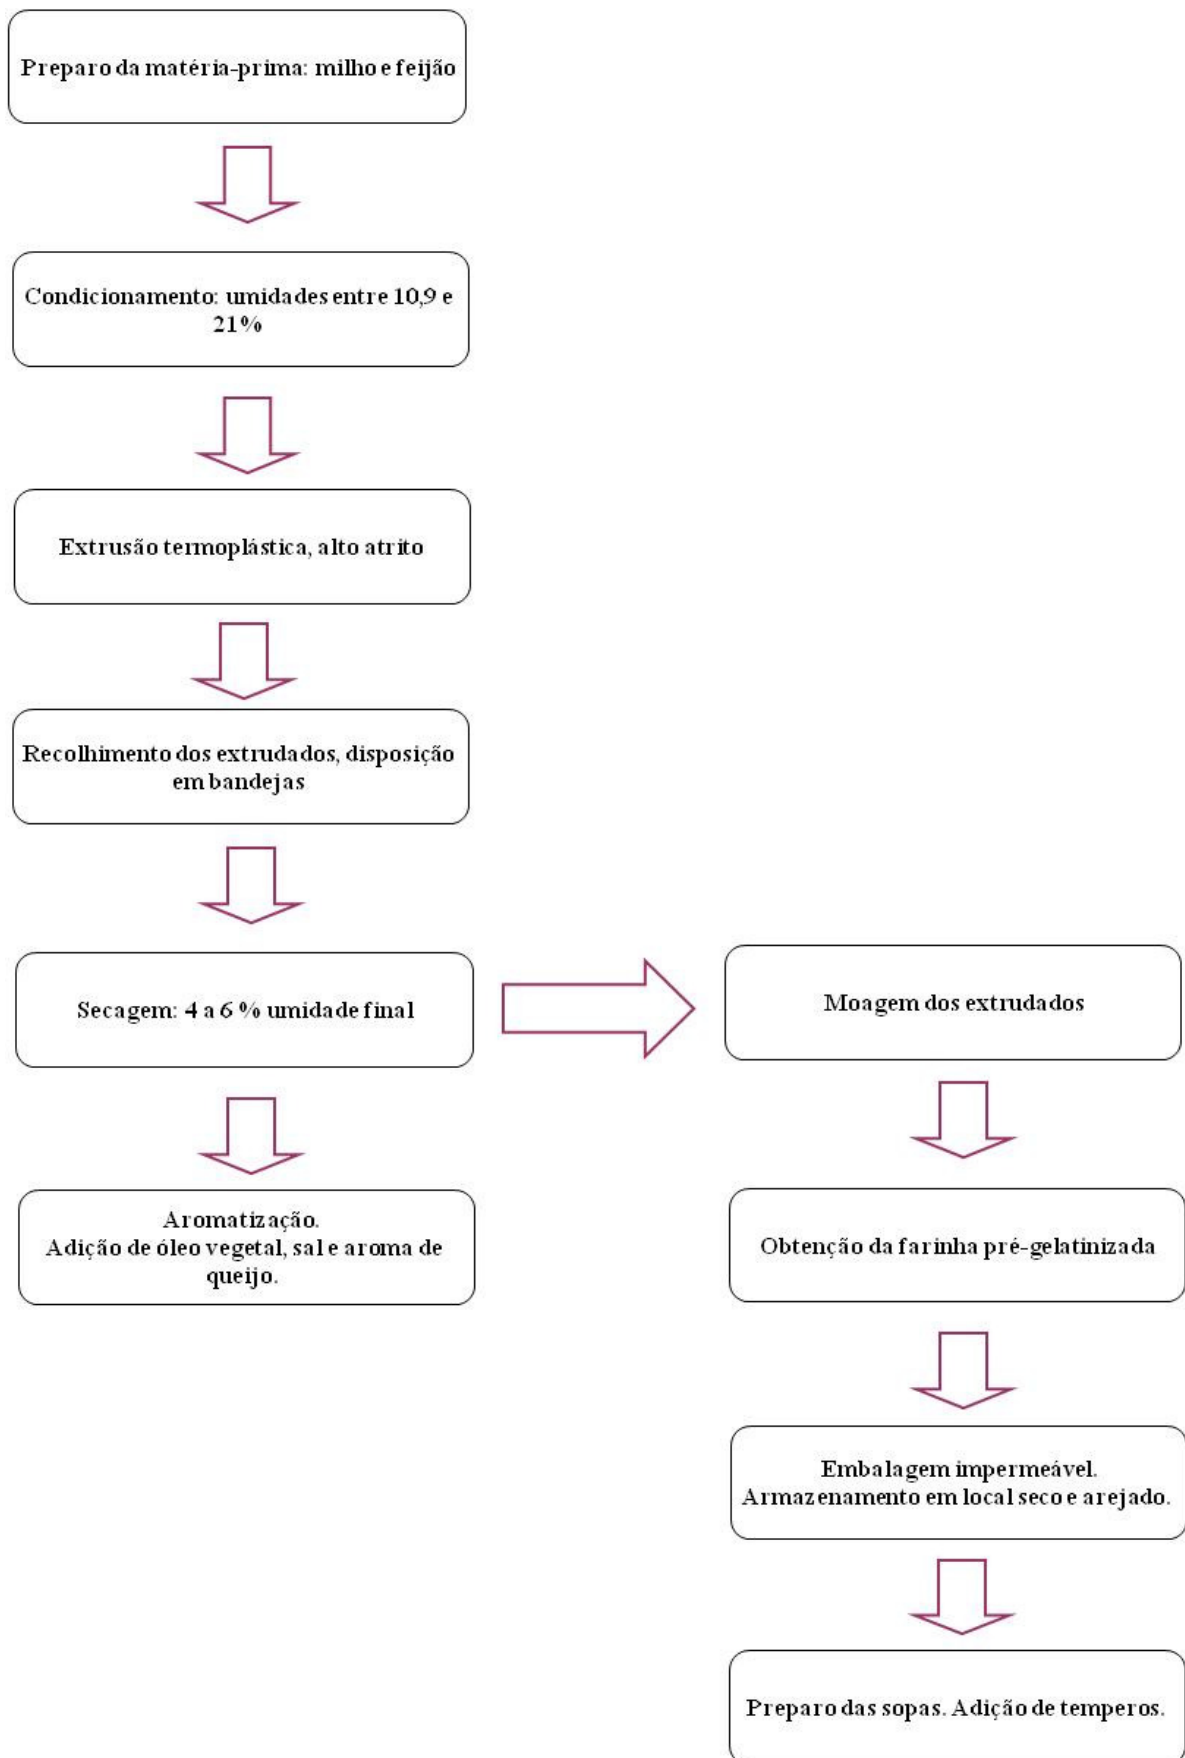 Preparo da matéria-prima: milho e feijão
Condicionamento: umidades entre 10,9 e
21%
Extrusão termoplástica, alto atrito
Recolhimento dos extrudados, disposição
em bandejas
Secagem: 4 a 6 % umidade final
Aromatização.
Adição de óleo vegetal, sal e aroma de
queijo.
Moagem dos extrudados
Obtenção da farinha pré-gelatinizada
Embalagem impermeável.
Armazenamento em local seco e arejado.
Preparo das sopas. Adição de temperos.